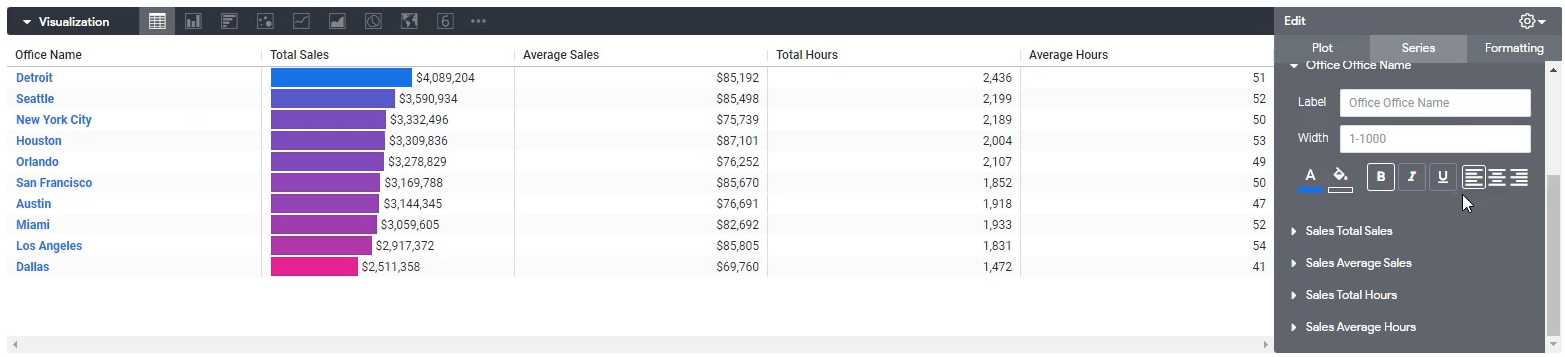 Visualization
6
Edit
Plot Series Formatting
Office Name Total Sales Average Sales Total Hours Average Hours
Detroit $4,089,204 $85,192 2,436 51
Seattle $3,590,934 $85,498 2,199 52
New York City $3,332,496 $75,739 2,189 50
Houston $3,309,836 $87,101 2,004 53
Orlando $3,278,829 $76,252 2,107 49
San Francisco $3,169,788 $85,670 1,852 50
Austin $3,144,345 $76,691 1,918 47
Miami $3,059,605 $82,692 1,933 52
Los Angeles $2,917,372 $85,805 1,831 54
Dallas $2,511,358 $69,760 1,472 41
Office Office Name
Label Office Office Name
Width 1-1000
A B I U
Sales Total Sales
Sales Average Sales
Sales Total Hours
Sales Average Hours